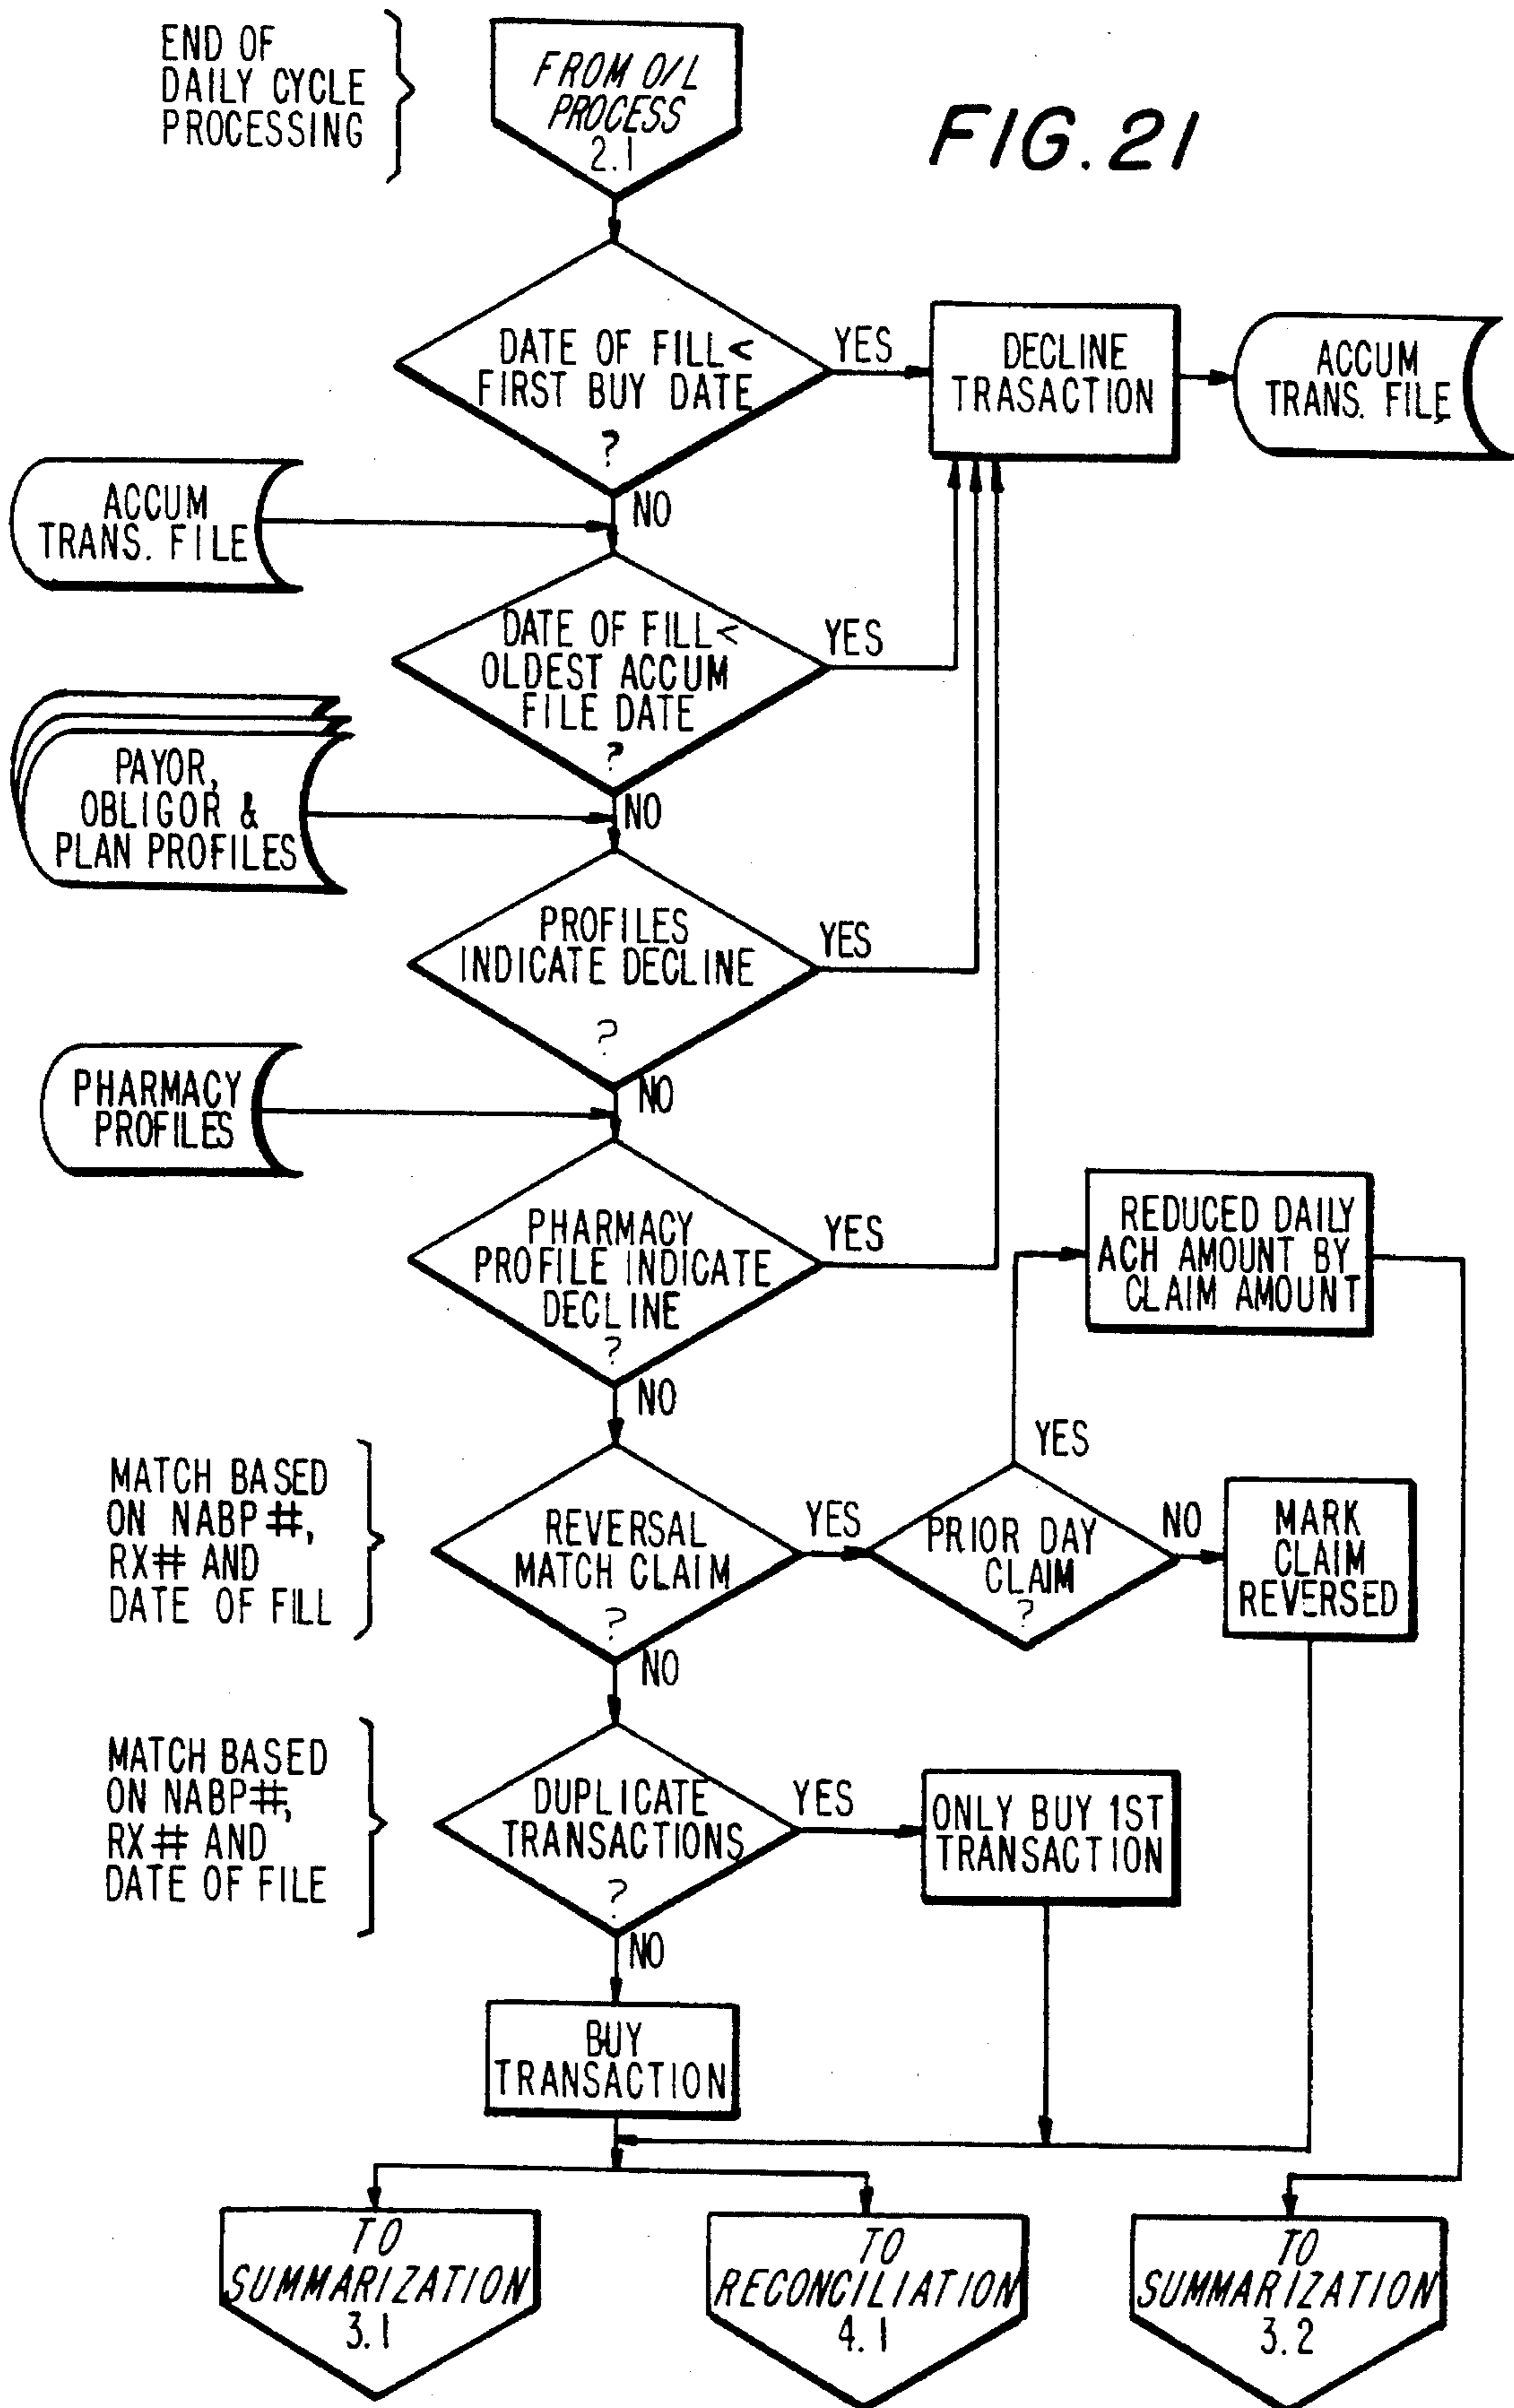 END OF
DAILY CYCLE
PROCESSING
FROM O/L
PROCESS
2.1
FIG. 21
DATE OF FILL <
FIRST BUY DATE
?
YES
DECLINE
TRASACTION
ACCUM
TRANS. FILE
NO
ACCUM
TRANS. FILE
DATE OF FILL <
OLDEST ACCUM
FILE DATE
?
YES
NO
PAYOR,
OBLIGOR &
PLAN PROFILES
PROFILES
INDICATE DECLINE
?
YES
NO
PHARMACY
PROFILES
PHARMACY
PROFILE INDICATE
DECLINE
?
YES
NO
REDUCED DAILY
ACH AMOUNT BY
CLAIM AMOUNT
MATCH BASED
ON NABP #,
RX # AND
DATE OF FILL
REVERSAL
MATCH CLAIM
?
YES
NO
PRIOR DAY
CLAIM
?
YES
NO
MARK
CLAIM
REVERSED
MATCH BASED
ON NABP #,
RX # AND
DATE OF FILE
DUPLICATE
TRANSACTIONS
?
YES
ONLY BUY 1ST
TRANSACTION
NO
BUY
TRANSACTION
TO
SUMMARIZATION
3.1
TO
RECONCILIATION
4.1
TO
SUMMARIZATION
3.2